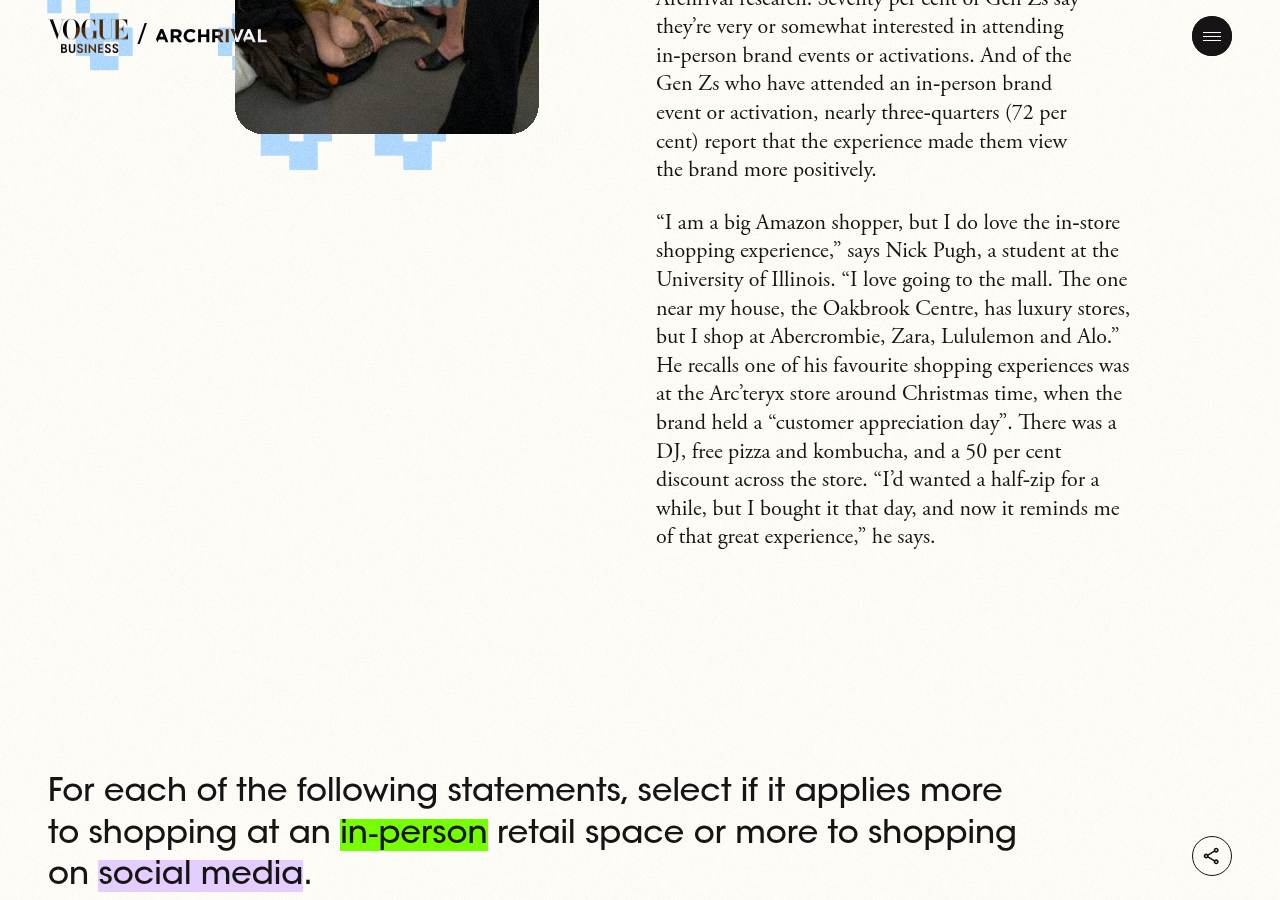 VOGUE
BUSINESS
/ ARCHRIVAL
Archrival research. Seventy per cent of Gen Zs say
they’re very or somewhat interested in attending
in-person brand events or activations. And of the
Gen Zs who have attended an in-person brand
event or activation, nearly three-quarters (72 per
cent) report that the experience made them view
the brand more positively.
“I am a big Amazon shopper, but I do love the in-store
shopping experience,” says Nick Pugh, a student at the
University of Illinois. “I love going to the mall. The one
near my house, the Oakbrook Centre, has luxury stores,
but I shop at Abercrombie, Zara, Lululemon and Alo.”
He recalls one of his favourite shopping experiences was
at the Arc’teryx store around Christmas time, when the
brand held a “customer appreciation day”. There was a
DJ, free pizza and kombucha, and a 50 per cent
discount across the store. “I’d wanted a half-zip for a
while, but I bought it that day, and now it reminds me
of that great experience,” he says.
For each of the following statements, select if it applies more
to shopping at an in-person retail space or more to shopping
on social media.